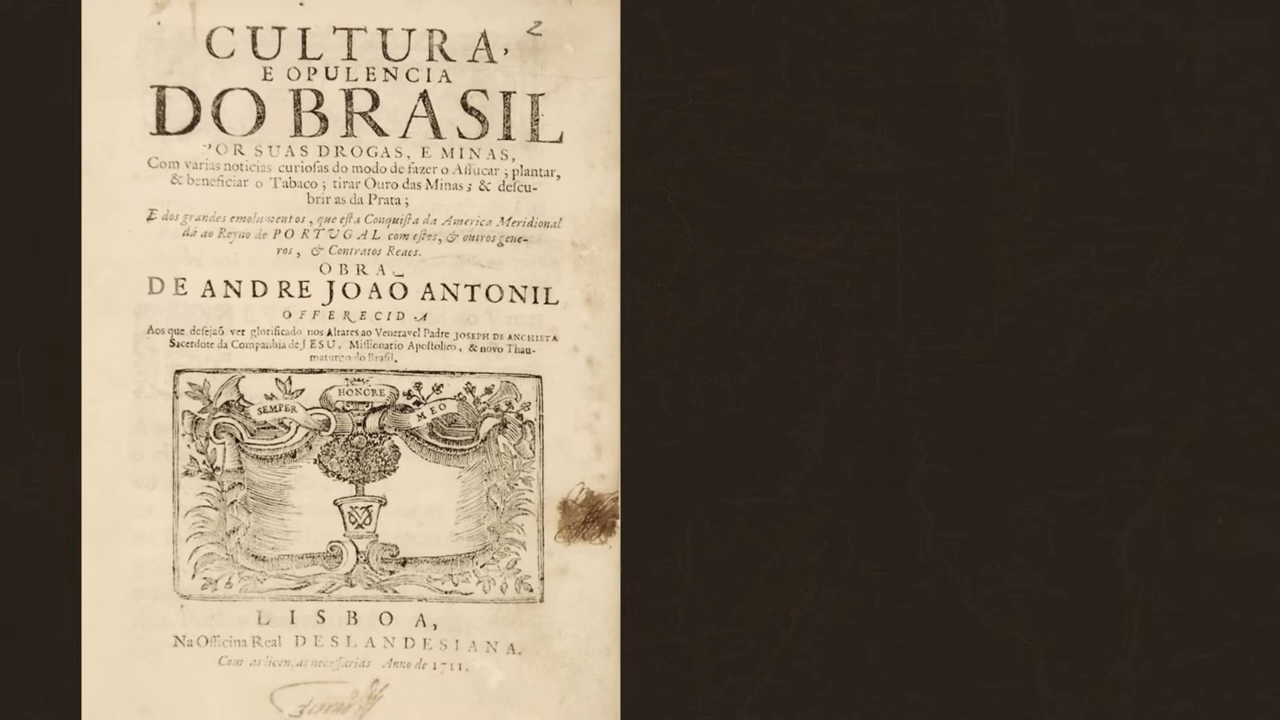 2
CULTURA,
E OPULENCIA
DO BRASIL
POR SUAS DROGAS, E MINAS,
Com varias noticias curioſas do modo de fazer o Aſſucar ; plantar,
& beneficiar o Tabaco ; tirar Ouro das Minas ; & deſcu-
brir as da Prata ;
E dos grandes emolumentos , que eſta Conquiſta da America Meridional
dá ao Reyno de PORTVGAL com eſtes, & outros gene-
ros , & Contratos Reaes.
OBRA
DE ANDRE JOAÕ ANTONIL
OFFERECIDA
Aos que deſejaõ ver glorificado nos Altares ao Veneravel Padre JOSEPH DE ANCHIETA
Sacerdote da Companhia de JESU, Miſſionario Apoſtolico, & novo Thau-
maturgo do Braſil.
SEMPER HONORE MEO
LISBOA,
Na Officina Real DESLANDESIANA.
Com as licenças neceſſarias Anno de 1711.